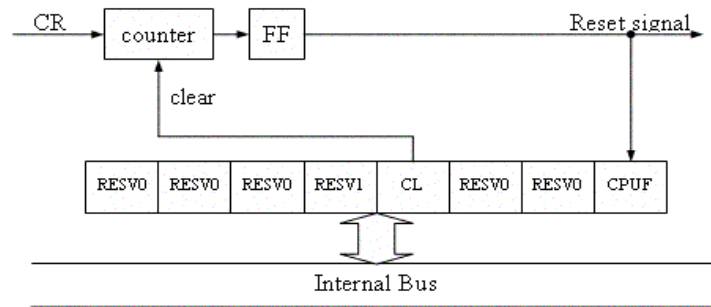 CR counter FF Reset signal
clear
RESV0 RESV0 RESV0 RESV1 CL RESV0 RESV0 CPUF
Internal Bus